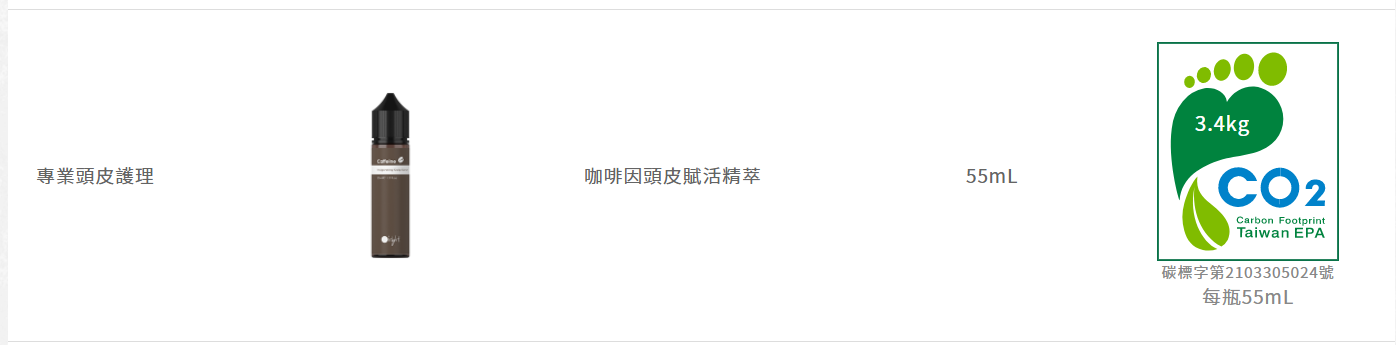 專業頭皮護理
Caffeine
咖啡因頭皮賦活精萃
55mL
3.4kg
CO2
Carbon Footprint
Taiwan EPA
碳標字第2103305024號
每瓶55mL